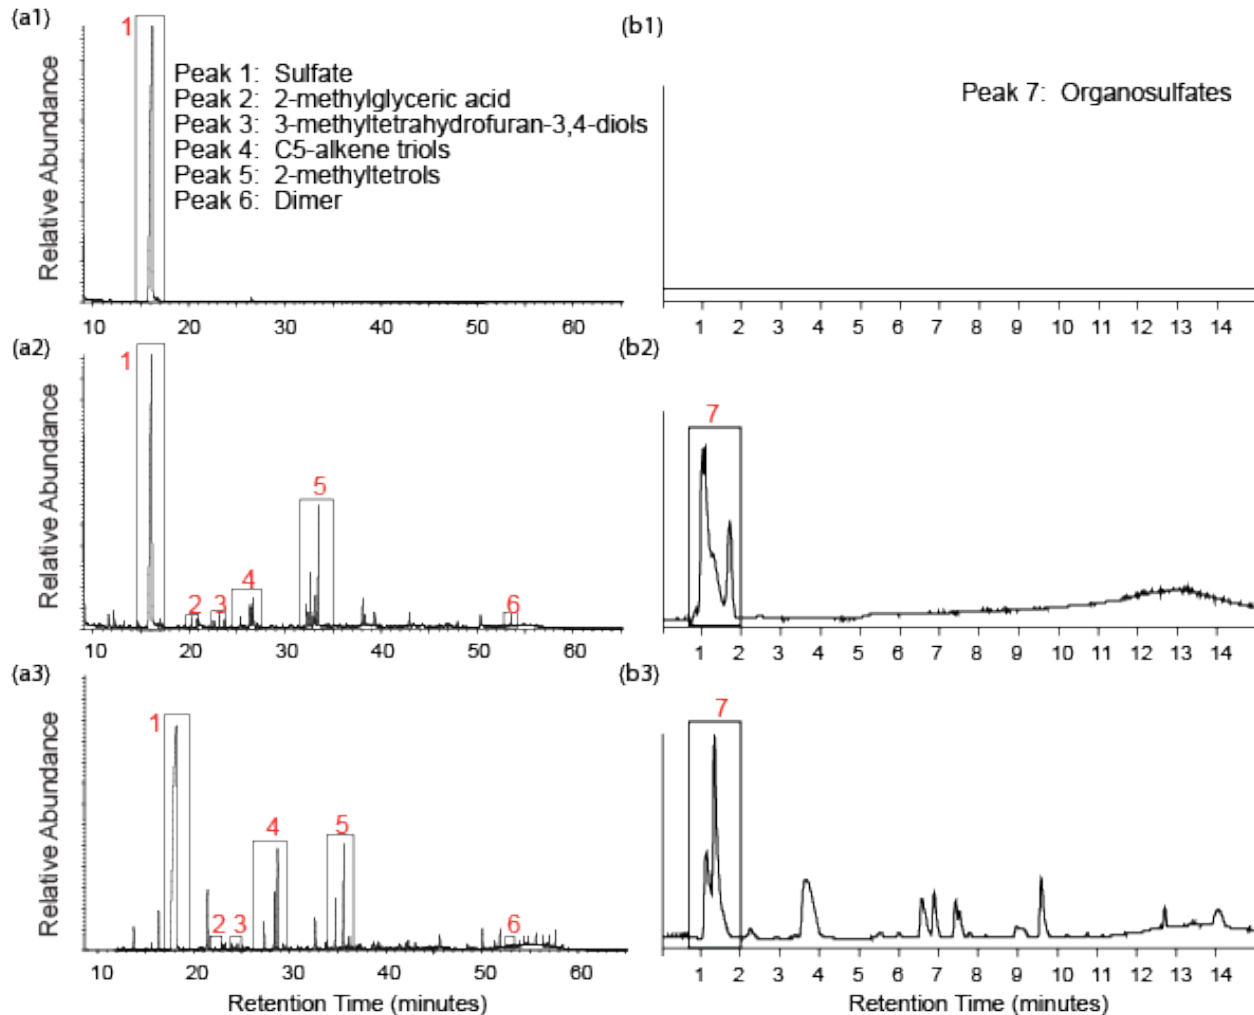 (a1)
1
Peak 1: Sulfate
Peak 2: 2-methylglyceric acid
Peak 3: 3-methyltetrahydrofuran-3,4-diols
Peak 4: C5-alkene triols
Peak 5: 2-methyltetrols
Peak 6: Dimer
Relative Abundance
10 20 30 40 50 60
(b1)
Peak 7: Organosulfates
1 2 3 4 5 6 7 8 9 10 11 12 13 14
(a2)
1
2 3 4 5 6
Relative Abundance
10 20 30 40 50 60
(b2)
7
1 2 3 4 5 6 7 8 9 10 11 12 13 14
(a3)
1
2 3 4 5 6
Relative Abundance
10 20 30 40 50 60
Retention Time (minutes)
(b3)
7
1 2 3 4 5 6 7 8 9 10 11 12 13 14
Retention Time (minutes)